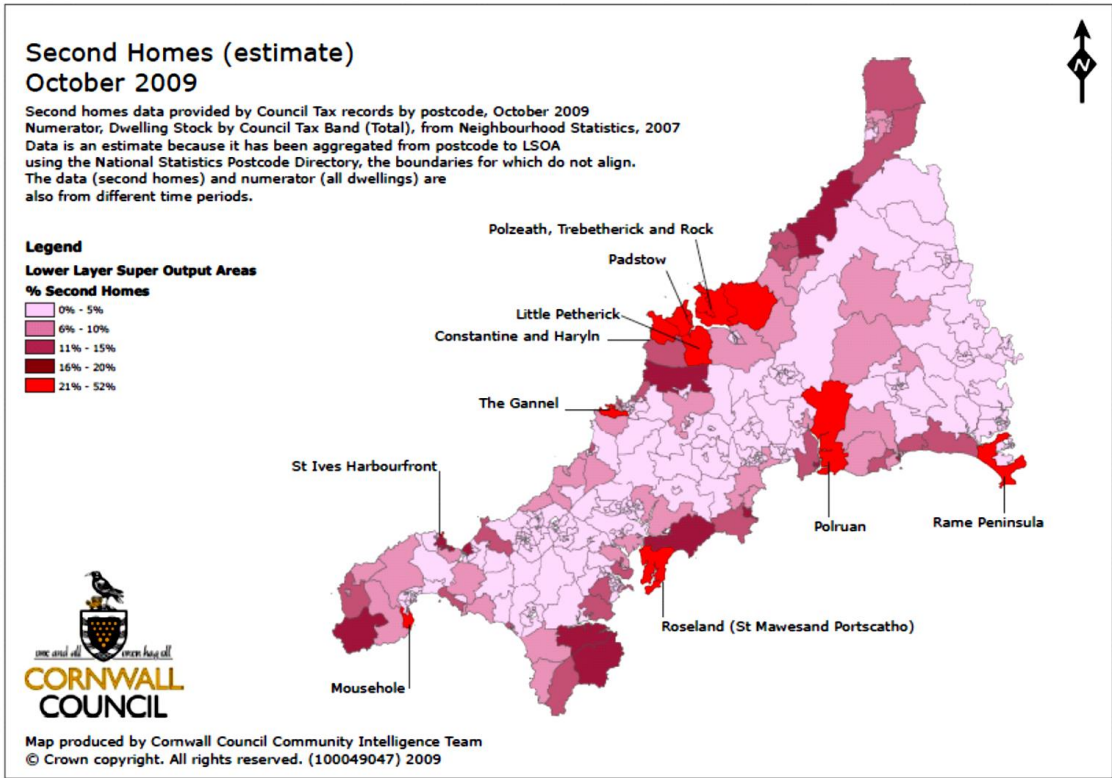 Second Homes (estimate)
October 2009
Second homes data provided by Council Tax records by postcode, October 2009
Numerator, Dwelling Stock by Council Tax Band (Total), from Neighbourhood Statistics, 2007
Data is an estimate because it has been aggregated from postcode to LSOA
using the National Statistics Postcode Directory, the boundaries for which do not align.
The data (second homes) and numerator (all dwellings) are
also from different time periods.
N
Legend
Lower Layer Super Output Areas
% Second Homes
0% - 5%
6% - 10%
11% - 15%
16% - 20%
21% - 52%
Polzeath, Trebetherick and Rock
Padstow
Little Petherick
Constantine and Haryln
The Gannel
St Ives Harbourfront
Polruan
Rame Peninsula
Roseland (St Mawesand Portscatho)
Mousehole
one and all onen hag oll
CORNWALL
COUNCIL
Map produced by Cornwall Council Community Intelligence Team
© Crown copyright. All rights reserved. (100049047) 2009